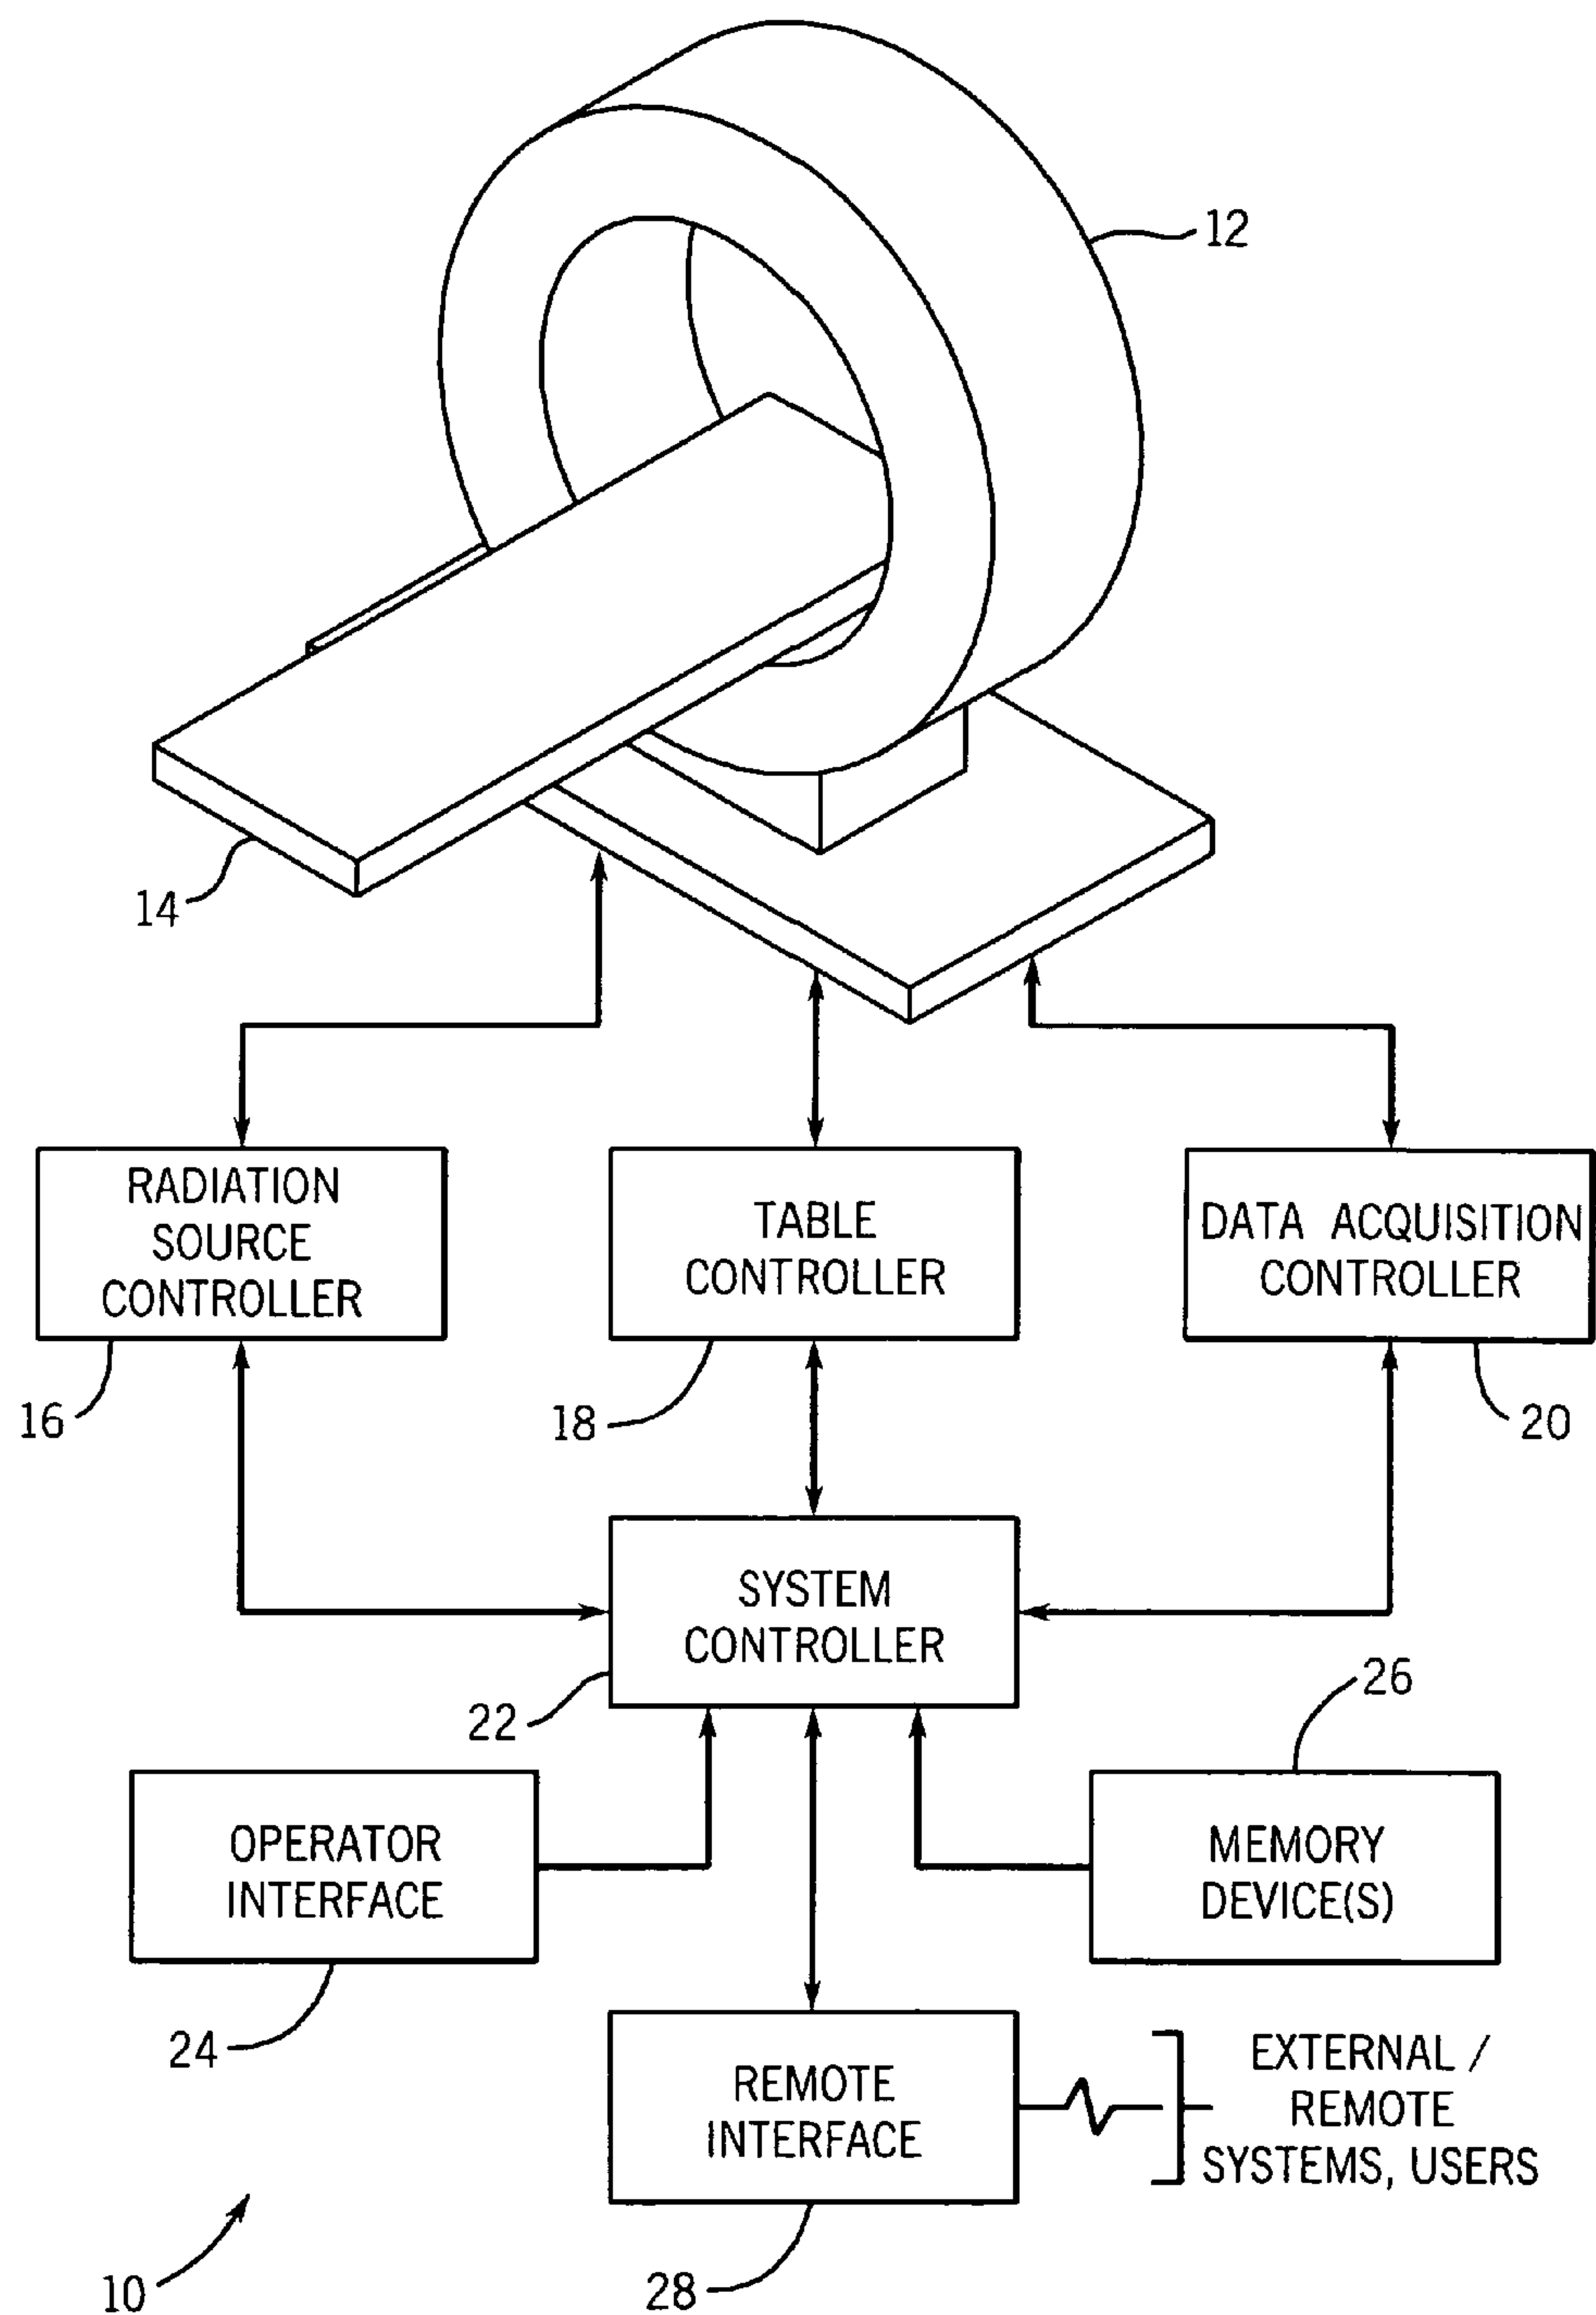 12
14
RADIATION
SOURCE
CONTROLLER
TABLE
CONTROLLER
DATA ACQUISITION
CONTROLLER
16
18
20
SYSTEM
CONTROLLER
22
26
OPERATOR
INTERFACE
MEMORY
DEVICE(S)
24
REMOTE
INTERFACE
EXTERNAL /
REMOTE
SYSTEMS, USERS
10
28